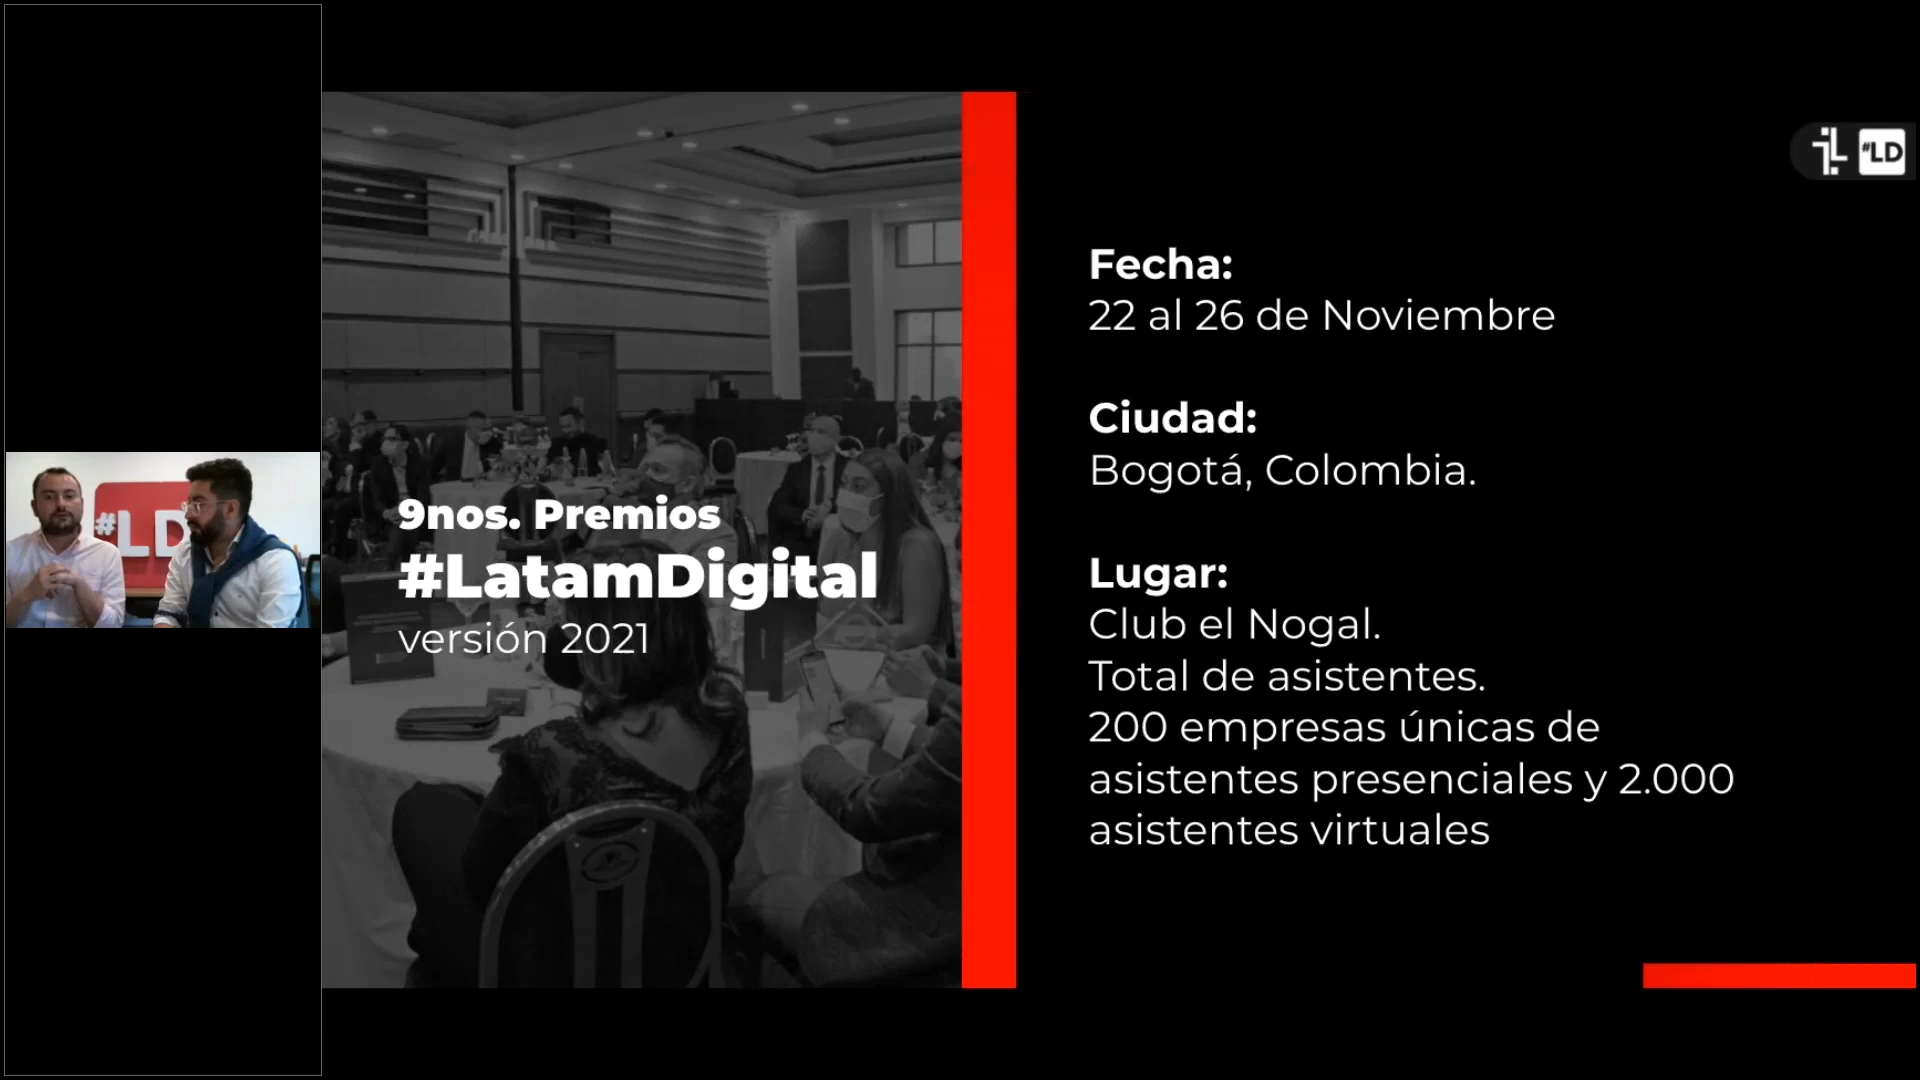 #LD
9nos. Premios
#LatamDigital
versión 2021
#LD
Fecha:
22 al 26 de Noviembre
Ciudad:
Bogotá, Colombia.
Lugar:
Club el Nogal.
Total de asistentes.
200 empresas únicas de
asistentes presenciales y 2.000
asistentes virtuales